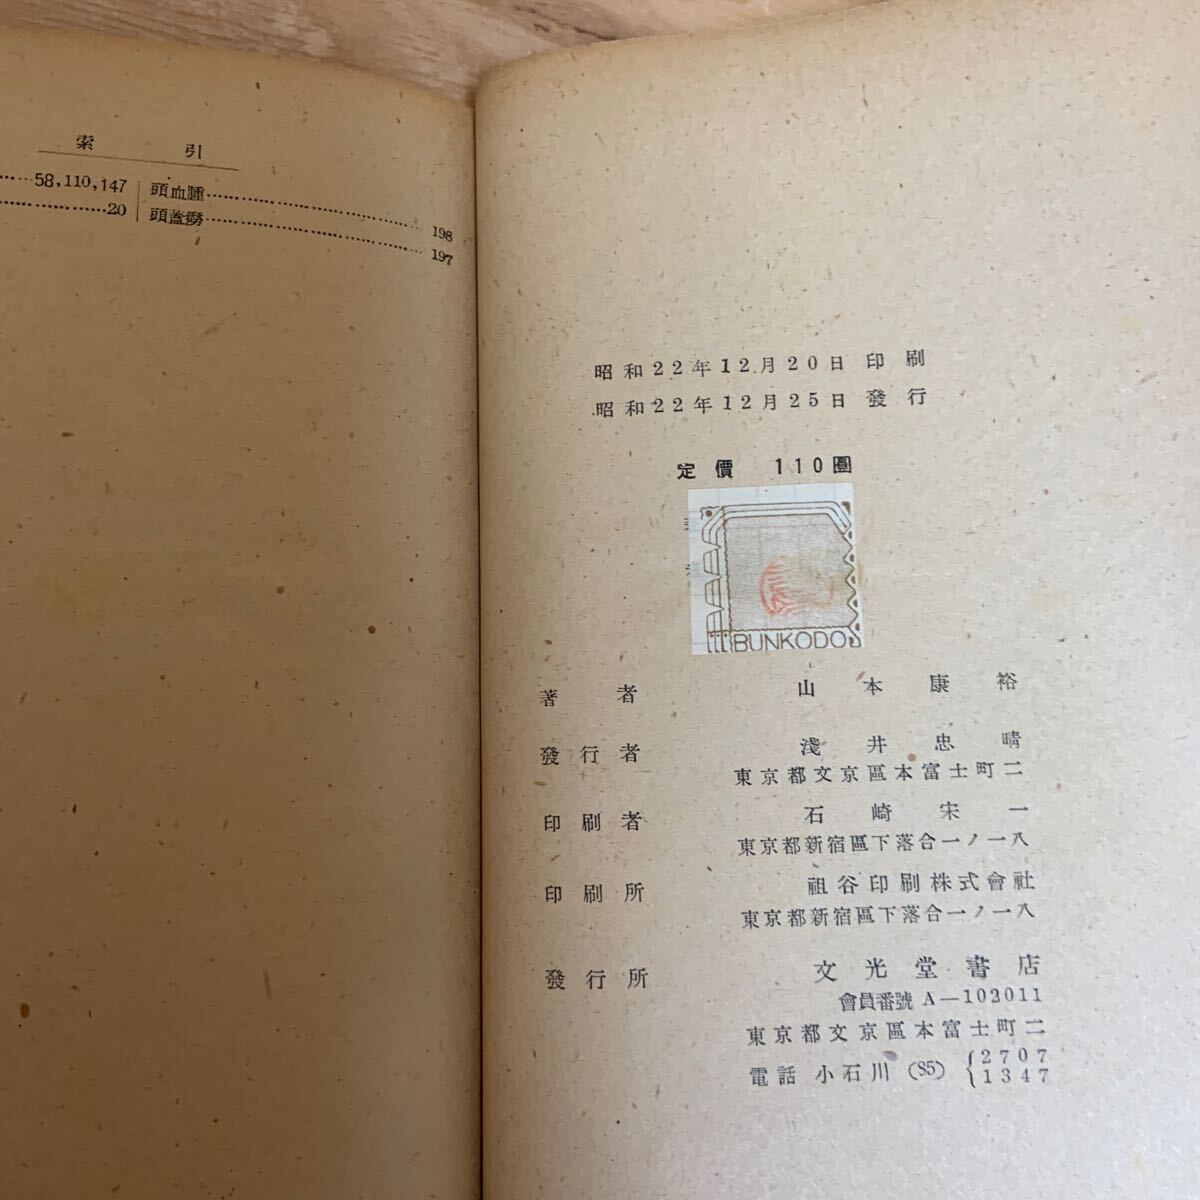 索引
58,110,147
20
頭血腫 198
頭蓋癆 197
昭和22年12月20日 印刷
昭和22年12月25日 發行
定價 110圓
BUNKODO
著者 山本康裕
發行者 淺井忠晴
東京都文京區本富士町二
印刷者 石崎宋一
東京都新宿區下落合一ノ一八
印刷所 祖谷印刷株式會社
東京都新宿區下落合一ノ一八
發行所 文光堂書店
會員番號 A—102011
東京都文京區本富士町二
電話 小石川 (85) {2707
1347